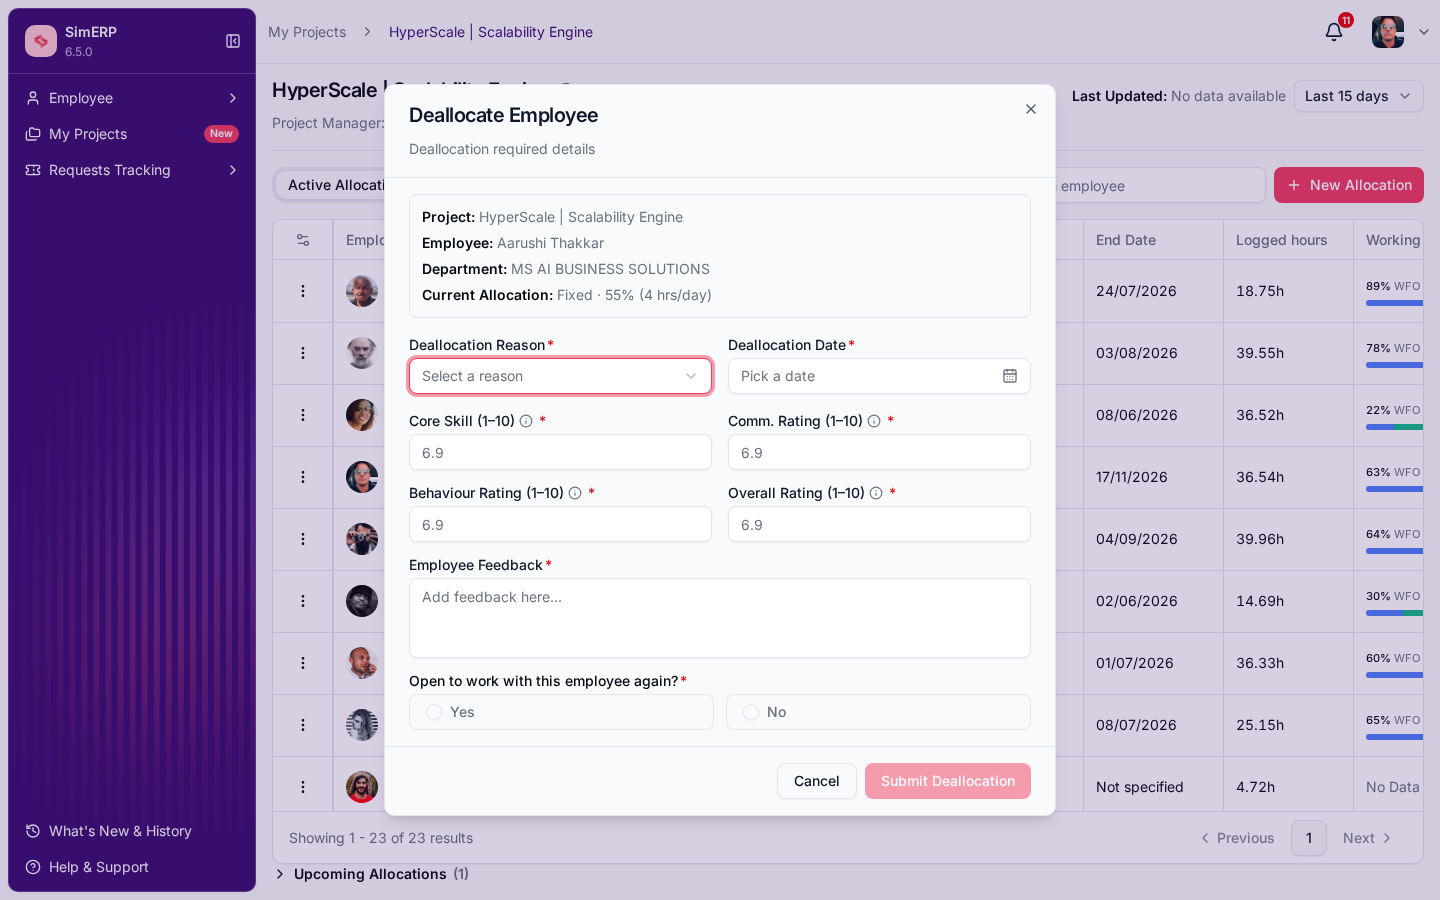 SimERP
6.5.0
Employee
My Projects
New
Requests Tracking
What's New & History
Help & Support
My Projects
HyperScale | Scalability Engine
11
HyperScale |
Project Manager:
Last Updated: No data available
Last 15 days
employee
New Allocation
End Date
Logged hours
Working
24/07/2026
18.75h
89% WFO
03/08/2026
39.55h
78% WFO
08/06/2026
36.52h
22% WFO
17/11/2026
36.54h
63% WFO
04/09/2026
39.96h
64% WFO
02/06/2026
14.69h
30% WFO
01/07/2026
36.33h
60% WFO
08/07/2026
25.15h
65% WFO
Not specified
4.72h
No Data
Showing 1 - 23 of 23 results
Previous
1
Next
Upcoming Allocations (1)
Deallocate Employee
Deallocation required details
Project: HyperScale | Scalability Engine
Employee: Aarushi Thakkar
Department: MS AI BUSINESS SOLUTIONS
Current Allocation: Fixed · 55% (4 hrs/day)
Deallocation Reason*
Select a reason
Deallocation Date*
Pick a date
Core Skill (1–10) *
6.9
Comm. Rating (1–10) *
6.9
Behaviour Rating (1–10) *
6.9
Overall Rating (1–10) *
6.9
Employee Feedback*
Add feedback here...
Open to work with this employee again?*
Yes
No
Cancel
Submit Deallocation